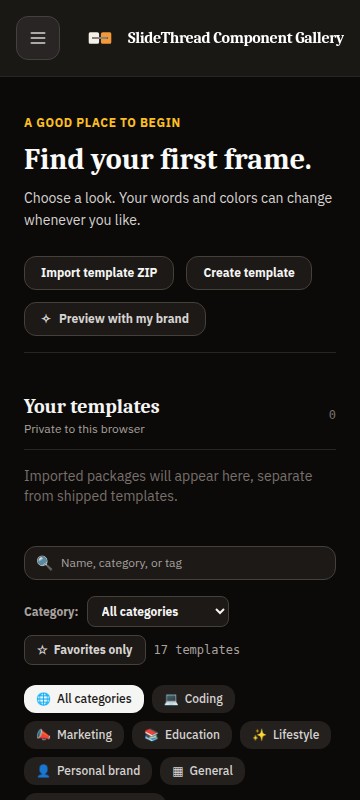 SlideThread Component Gallery
A GOOD PLACE TO BEGIN
Find your first frame.
Choose a look. Your words and colors can change
whenever you like.
Import template ZIP
Create template
Preview with my brand
Your templates
0
Private to this browser
Imported packages will appear here, separate
from shipped templates.
Name, category, or tag
Category: All categories
Favorites only 17 templates
All categories Coding
Marketing Education Lifestyle
Personal brand General